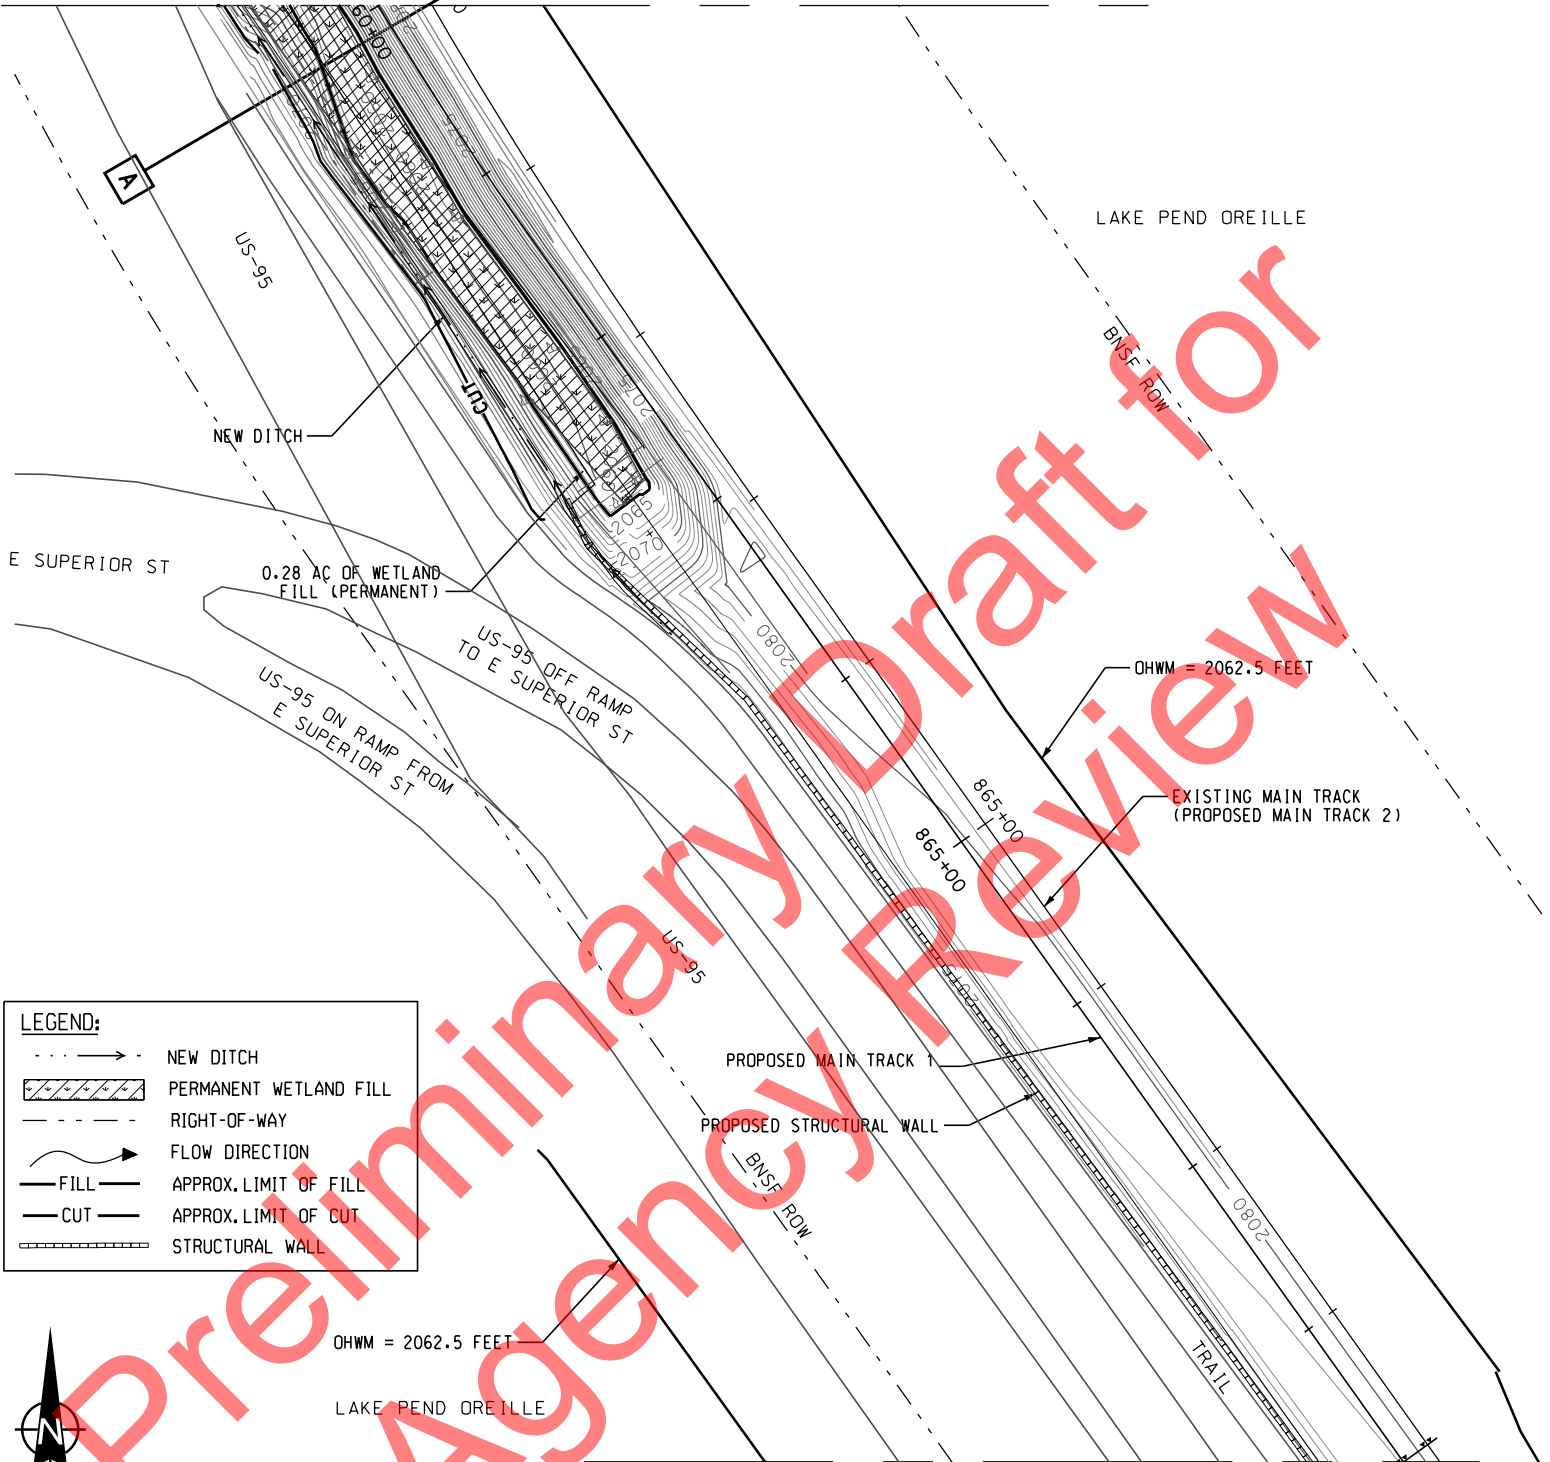 60+00
2075
A
US-95
LAKE PEND OREILLE
BNSF ROW
2075
CUT
NEW DITCH
2065
2070
E SUPERIOR ST
0.28 AC OF WETLAND
FILL (PERMANENT)
2080
US-95 OFF RAMP
TO E SUPERIOR ST
US-95 ON RAMP FROM
E SUPERIOR ST
OHWM = 2062.5 FEET
865+00
865+00
EXISTING MAIN TRACK
(PROPOSED MAIN TRACK 2)
US-95
2075
PROPOSED MAIN TRACK 1
PROPOSED STRUCTURAL WALL
BNSF ROW
2080
TRAIL
LEGEND:
NEW DITCH
PERMANENT WETLAND FILL
RIGHT-OF-WAY
FLOW DIRECTION
FILL APPROX. LIMIT OF FILL
CUT APPROX. LIMIT OF CUT
STRUCTURAL WALL
OHWM = 2062.5 FEET
LAKE PEND OREILLE
N
Preliminary Draft for
Agency Review